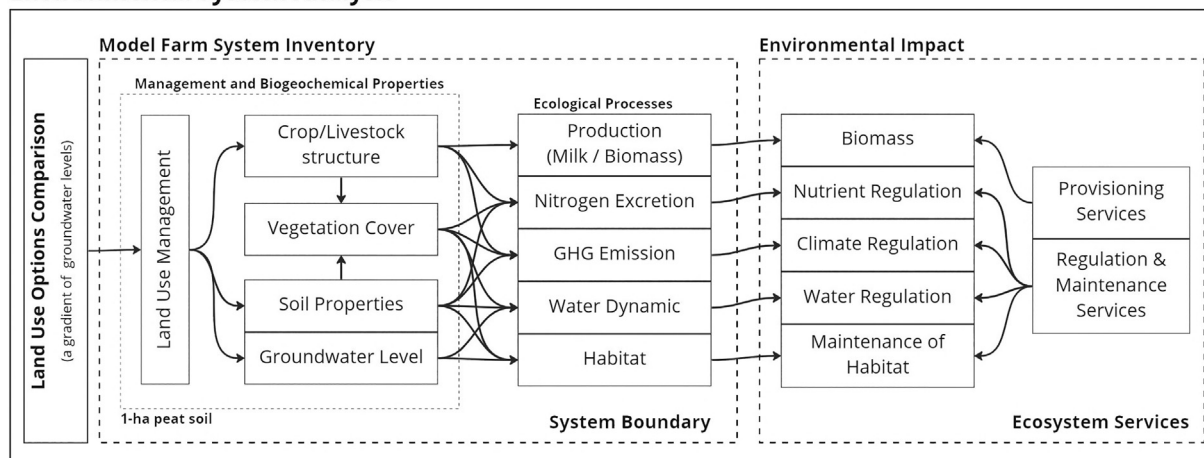 Model Farm System Inventory
Environmental Impact
Land Use Options Comparison
(a gradient of groundwater levels)
Management and Biogeochemical Properties
Land Use Management
Crop/Livestock
structure
Vegetation Cover
Soil Properties
Groundwater Level
1-ha peat soil
Ecological Processes
Production
(Milk / Biomass)
Nitrogen Excretion
GHG Emission
Water Dynamic
Habitat
System Boundary
Biomass
Nutrient Regulation
Climate Regulation
Water Regulation
Maintenance of
Habitat
Provisioning
Services
Regulation &
Maintenance
Services
Ecosystem Services